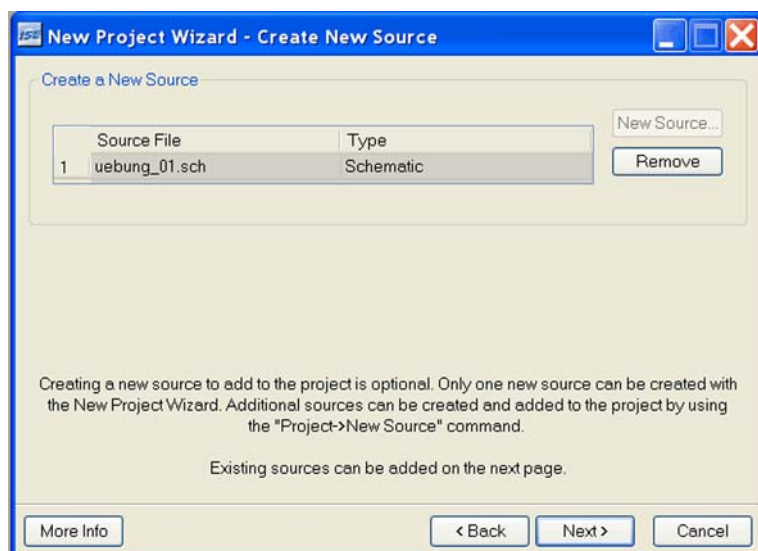 ISE New Project Wizard - Create New Source
Create a New Source
New Source...
Source File Type
1 uebung_01.sch Schematic
Remove
Creating a new source to add to the project is optional. Only one new source can be created with
the New Project Wizard. Additional sources can be created and added to the project by using
the "Project->New Source" command.
Existing sources can be added on the next page.
More Info < Back Next > Cancel